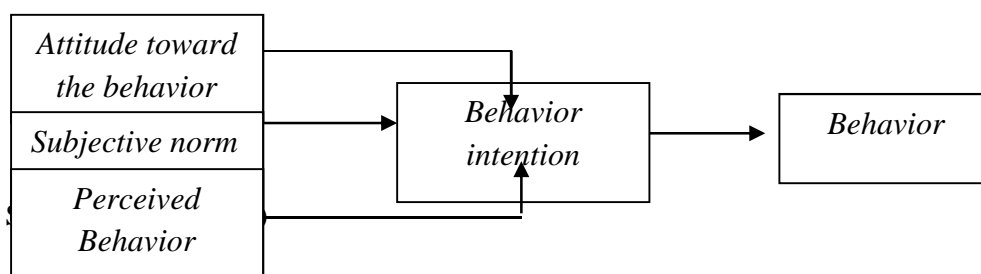 Attitude toward
the behavior
Subjective norm
Perceived
Behavior
Behavior
intention
Behavior